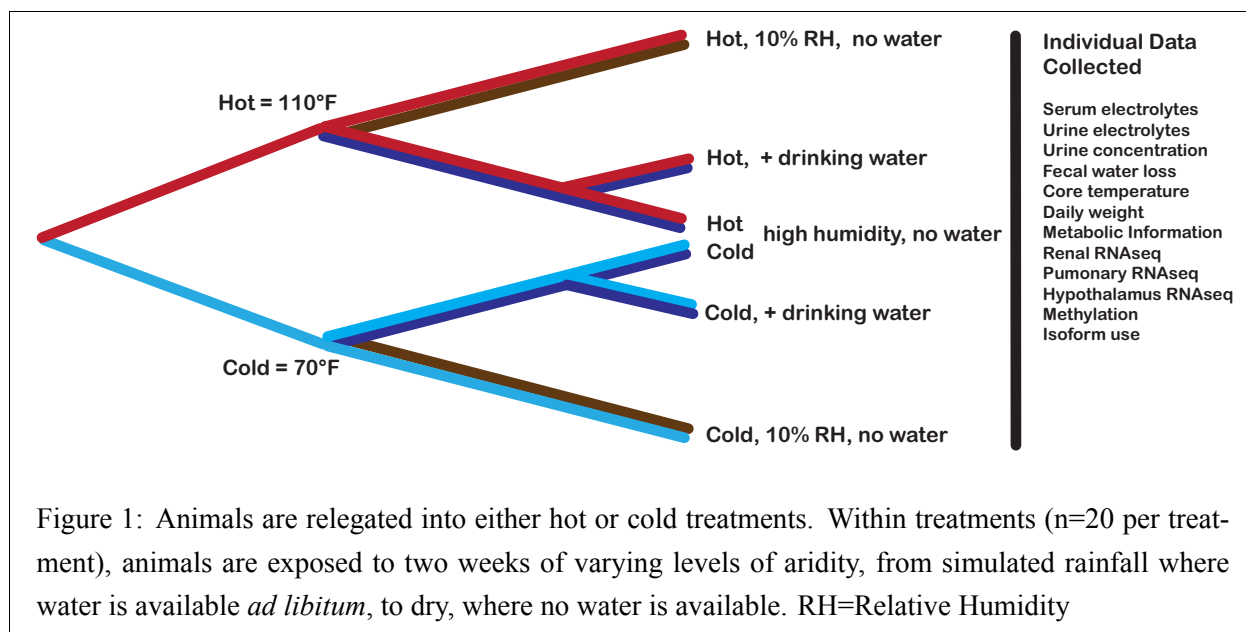 Hot, 10% RH, no water
Hot = 110°F
Hot, + drinking water
Hot
Cold
high humidity, no water
Cold, + drinking water
Cold = 70°F
Cold, 10% RH, no water
Individual Data
Collected
Serum electrolytes
Urine electrolytes
Urine concentration
Fecal water loss
Core temperature
Daily weight
Metabolic Information
Renal RNAseq
Pumonary RNAseq
Hypothalamus RNAseq
Methylation
Isoform use
Figure 1: Animals are relegated into either hot or cold treatments. Within treatments (n=20 per treat-
ment), animals are exposed to two weeks of varying levels of aridity, from simulated rainfall where
water is available ad libitum, to dry, where no water is available. RH=Relative Humidity